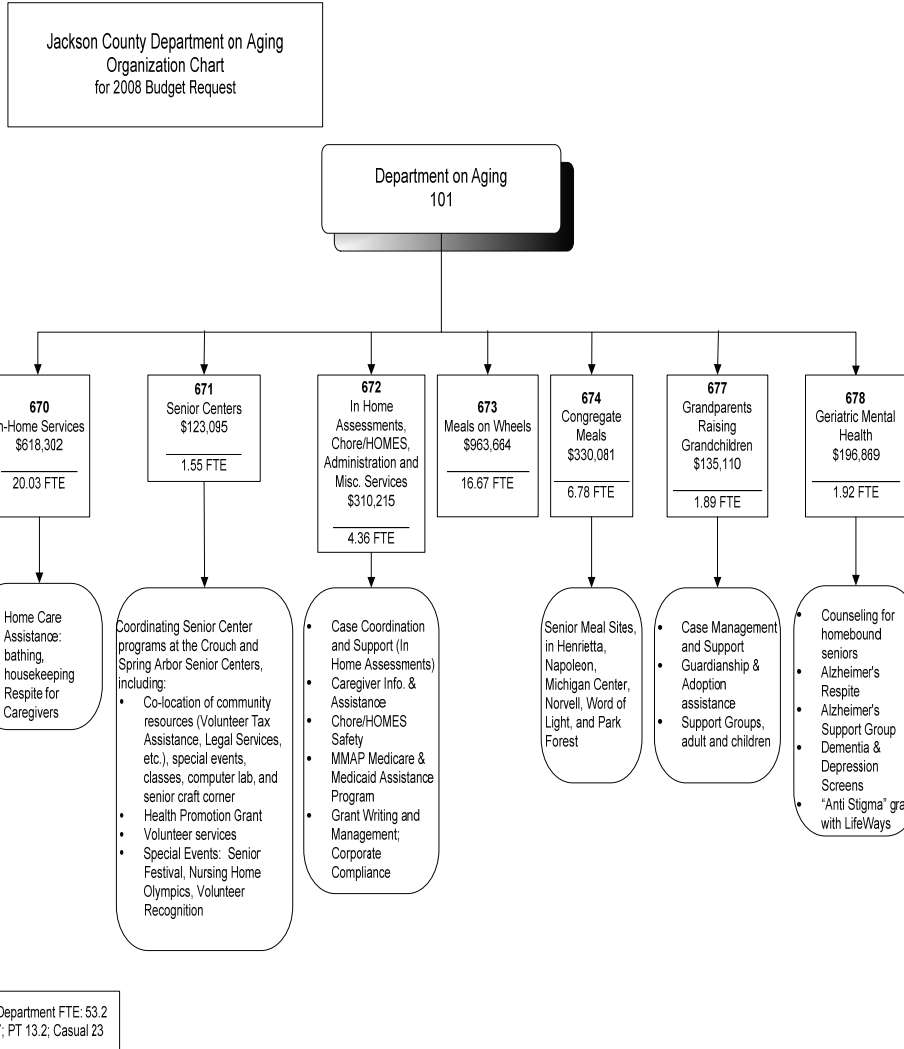 Jackson County Department on Aging
Organization Chart
for 2008 Budget Request
Department on Aging
101
670
n-Home Services
$618,302
20.03 FTE
671
Senior Centers
$123,095
1.55 FTE
672
In Home
Assessments,
Chore/HOMES,
Administration and
Misc. Services
$310,215
4.36 FTE
673
Meals on Wheels
$963,664
16.67 FTE
674
Congregate
Meals
$330,081
6.78 FTE
677
Grandparents
Raising
Grandchildren
$135,110
1.89 FTE
678
Geriatric Mental
Health
$196,869
1.92 FTE
Home Care
Assistance:
bathing,
housekeeping
Respite for
Caregivers
Coordinating Senior Center
programs at the Crouch and
Spring Arbor Senior Centers,
including:
• Co-location of community
resources (Volunteer Tax
Assistance, Legal Services,
etc.), special events,
classes, computer lab, and
senior craft corner
• Health Promotion Grant
• Volunteer services
• Special Events: Senior
Festival, Nursing Home
Olympics, Volunteer
Recognition
• Case Coordination
and Support (In
Home Assessments)
• Caregiver Info. &
Assistance
• Chore/HOMES
Safety
• MMAP Medicare &
Medicaid Assistance
Program
• Grant Writing and
Management;
Corporate
Compliance
Senior Meal Sites,
in Henrietta,
Napoleon,
Michigan Center,
Norvell, Word of
Light, and Park
Forest
• Case Management
and Support
• Guardianship &
Adoption
assistance
• Support Groups,
adult and children
• Counseling for
homebound
seniors
• Alzheimer's
Respite
• Alzheimer's
Support Group
• Dementia &
Depression
Screens
• “Anti Stigma” gra
with LifeWays
Department FTE: 53.2
; PT 13.2; Casual 23